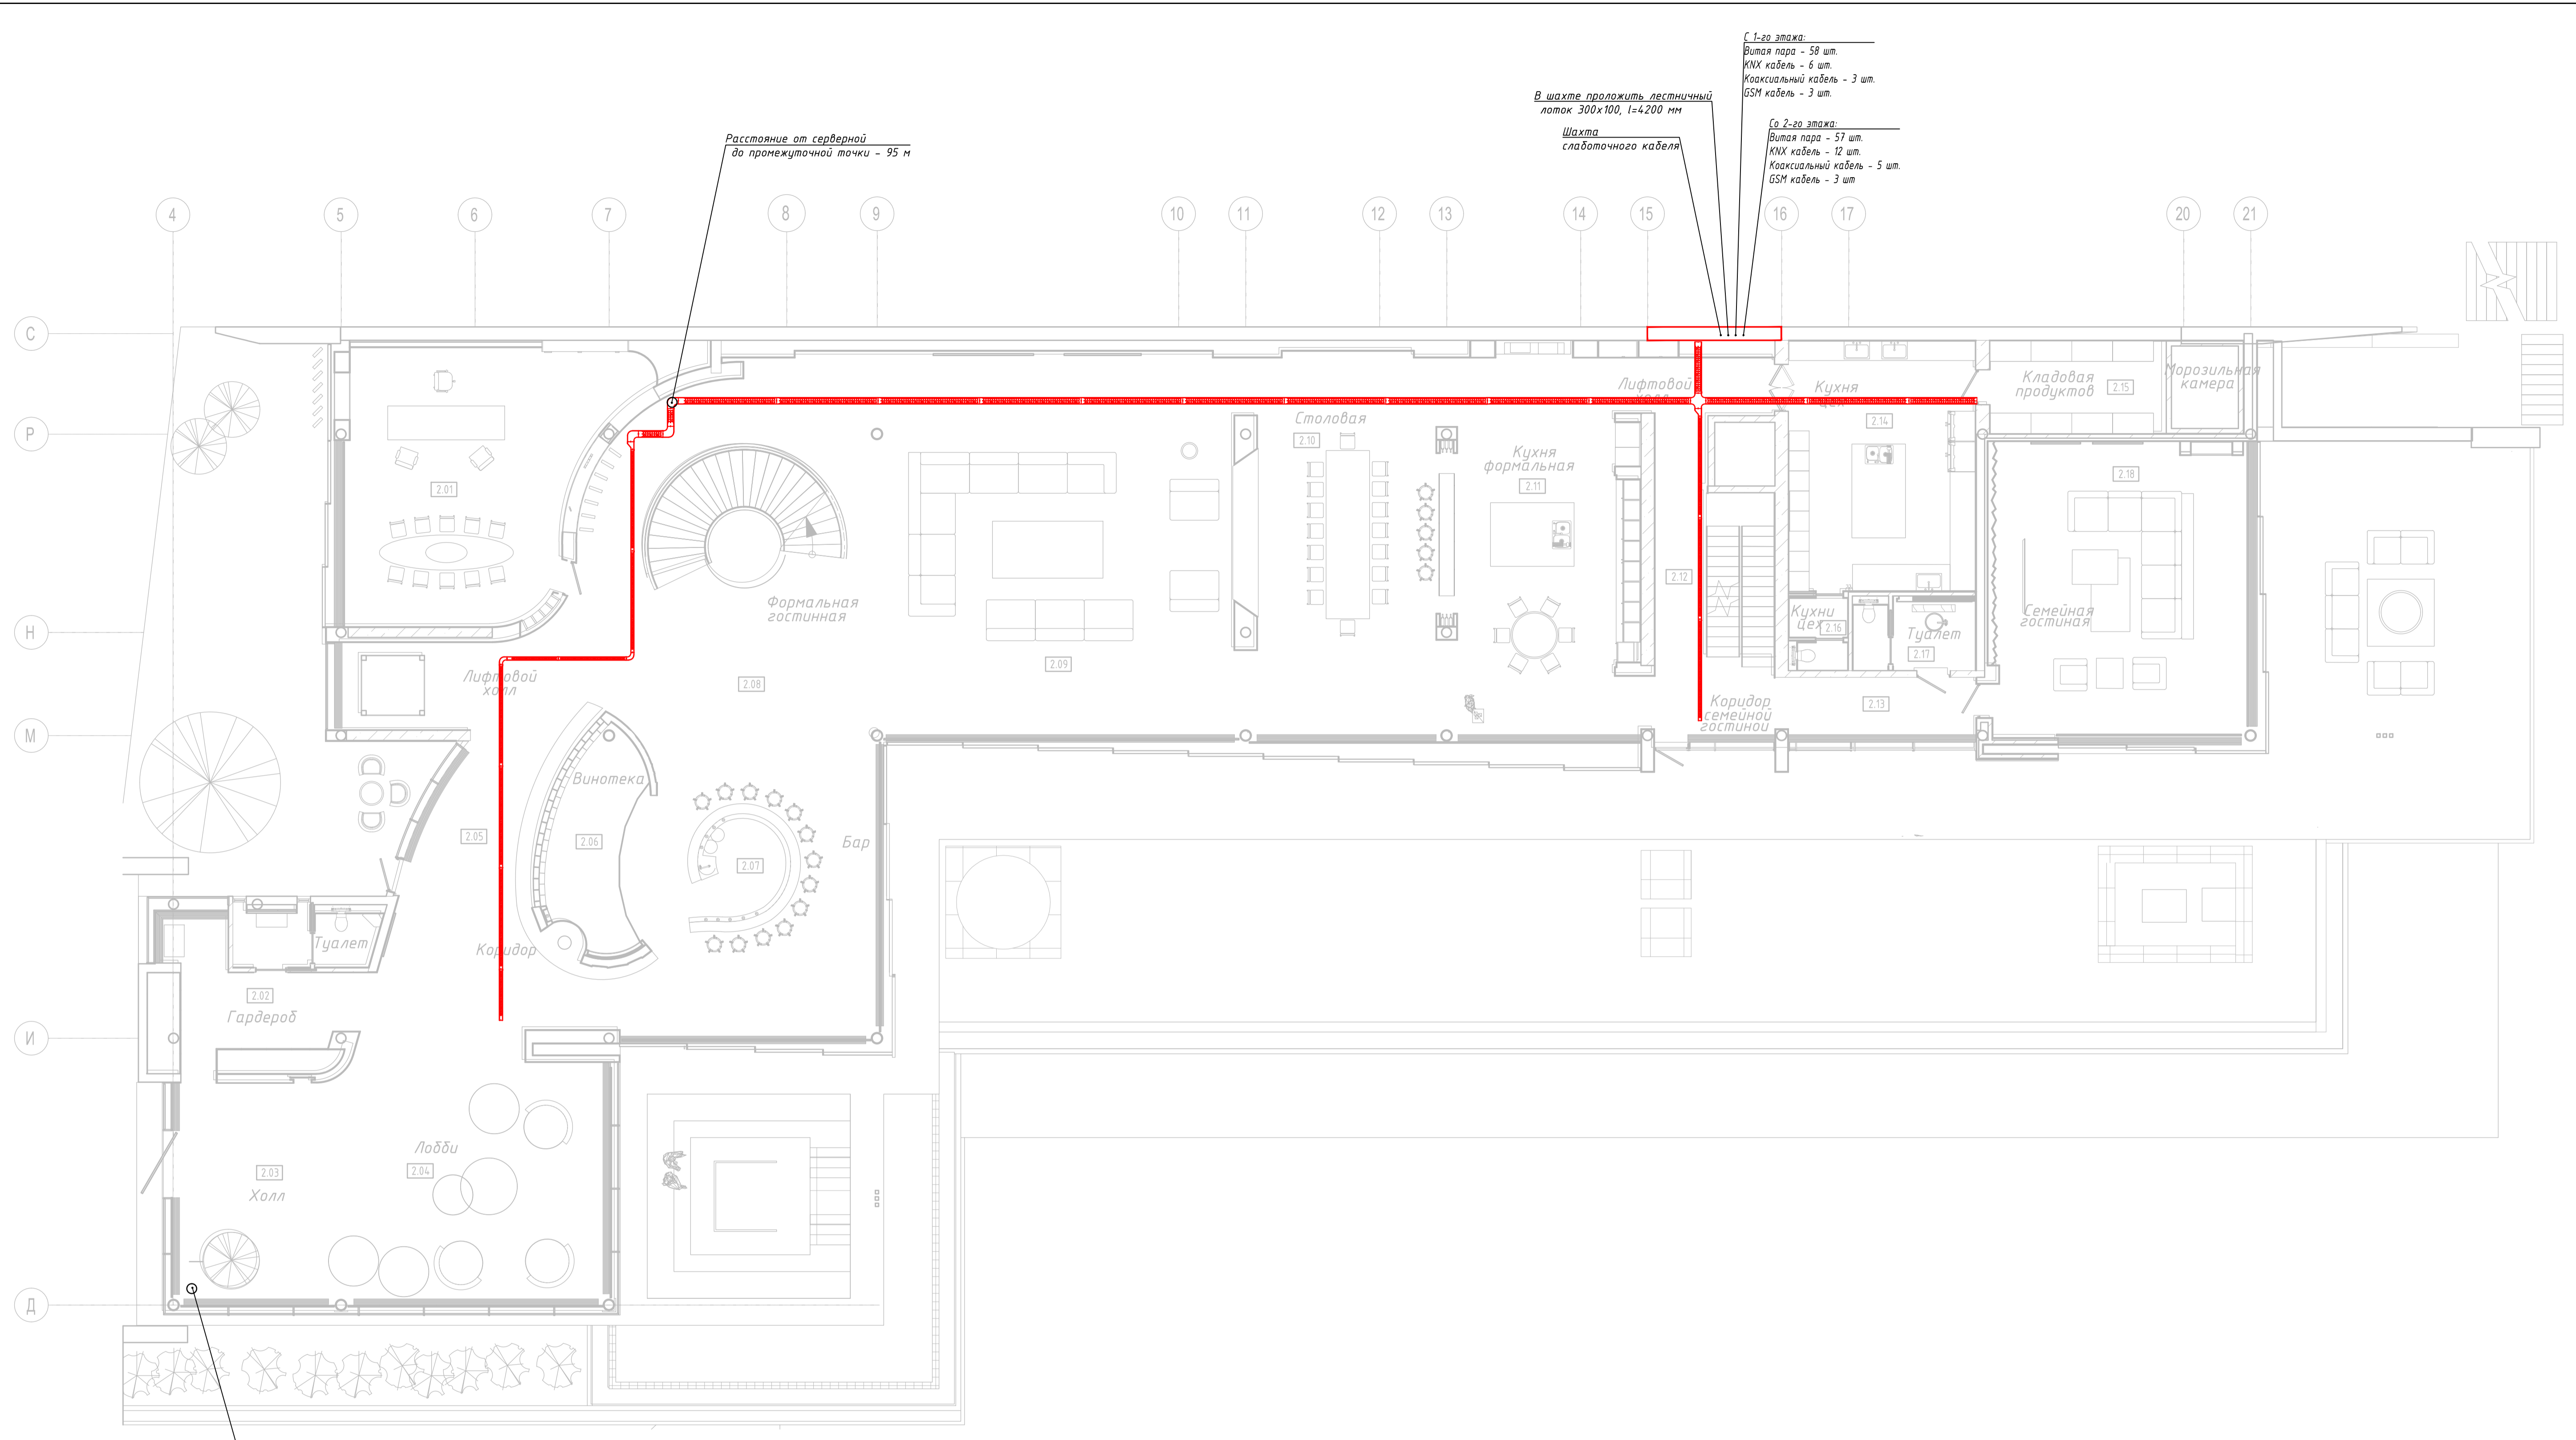 С 1-го этажа:
Витая пара - 58 шт.
KNX кабель - 6 шт.
Коаксиальный кабель - 3 шт.
GSM кабель - 3 шт.
В шахте проложить лестничный
лоток 300х100, l=4200 мм
Шахта
слаботочного кабеля
Со 2-го этажа:
Витая пара - 57 шт.
KNX кабель - 12 шт.
Коаксиальный кабель - 5 шт.
GSM кабель - 3 шт
Расстояние от серверной
до промежуточной точки - 95 м
4
5
6
7
8
9
10
11
12
13
14
15
16
17
20
21
С
Р
Н
М
И
Д
Лифтовой
холл
Кухня
цех
2.14
Кладовая
продуктов
2.15
Морозильная
камера
Столовая
2.10
Кухня
формальная
2.11
2.18
2.01
2.12
Формальная
гостинная
Кухни
цех
2.16
Туалет
2.17
Семейная
гостиная
2.09
Лифтовой
холл
2.08
Коридор
семейной
гостиной
2.13
Винотека
2.05
2.06
2.07
Бар
Туалет
Коридор
2.02
Гардероб
Лобби
2.04
2.03
Холл